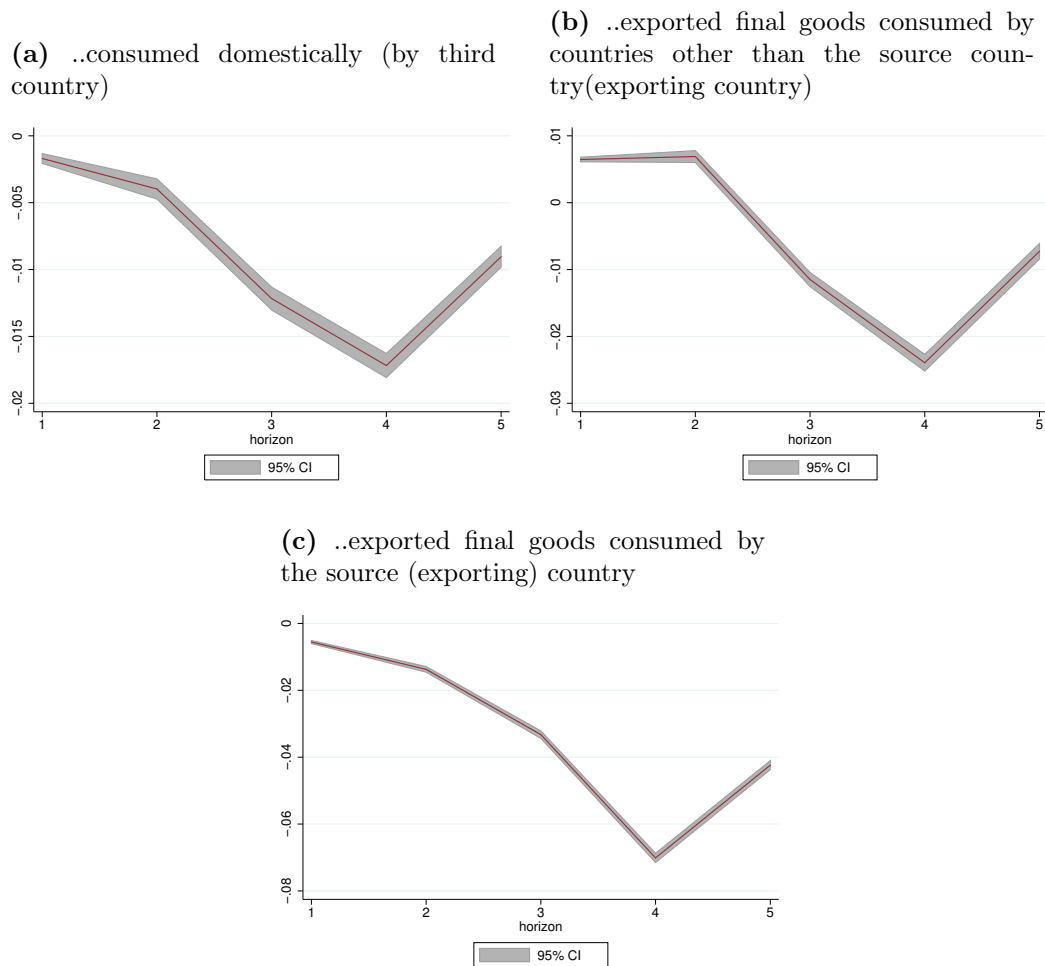 (a) ..consumed domestically (by third
country)
0
-.005
-.01
-.015
-.02
1 2 3 4 5
horizon
95% CI
(b) ..exported final goods consumed by
countries other than the source coun-
try(exporting country)
.01
0
-.01
-.02
-.03
1 2 3 4 5
horizon
95% CI
(c) ..exported final goods consumed by
the source (exporting) country
0
-.02
-.04
-.06
-.08
1 2 3 4 5
horizon
95% CI